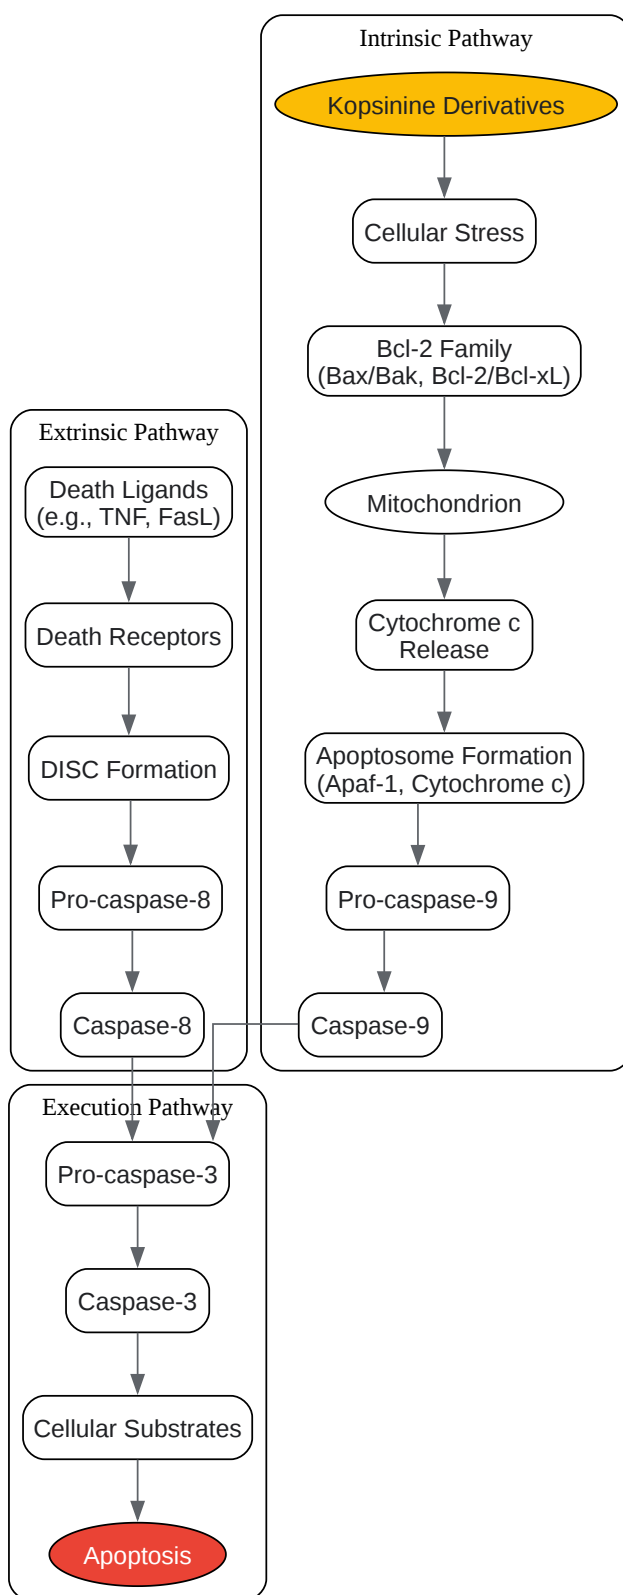 Intrinsic Pathway
Kopsinine Derivatives
Cellular Stress
Bcl-2 Family
(Bax/Bak, Bcl-2/Bcl-xL)
Mitochondrion
Cytochrome c
Release
Apoptosome Formation
(Apaf-1, Cytochrome c)
Pro-caspase-9
Caspase-9
Extrinsic Pathway
Death Ligands
(e.g., TNF, FasL)
Death Receptors
DISC Formation
Pro-caspase-8
Caspase-8
Execution Pathway
Pro-caspase-3
Caspase-3
Cellular Substrates
Apoptosis